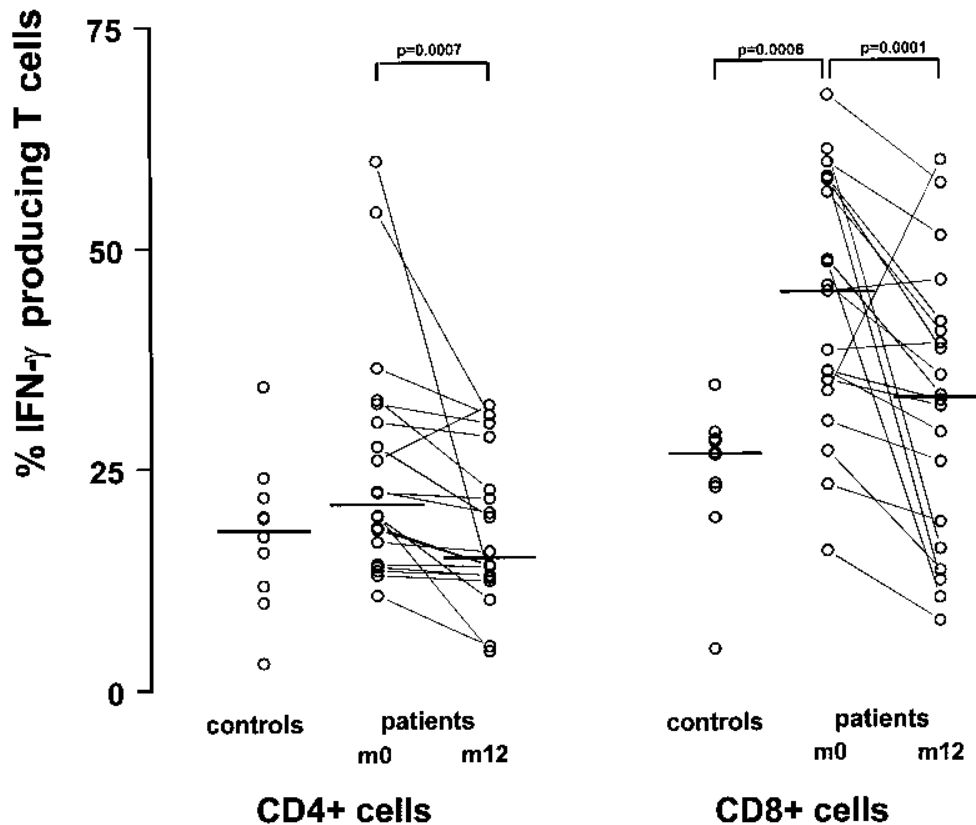 % IFN-γ producing T cells
75
50
25
0
p=0.0007
p=0.0006
p=0.0001
controls
patients
m0
m12
controls
patients
m0
m12
CD4+ cells
CD8+ cells